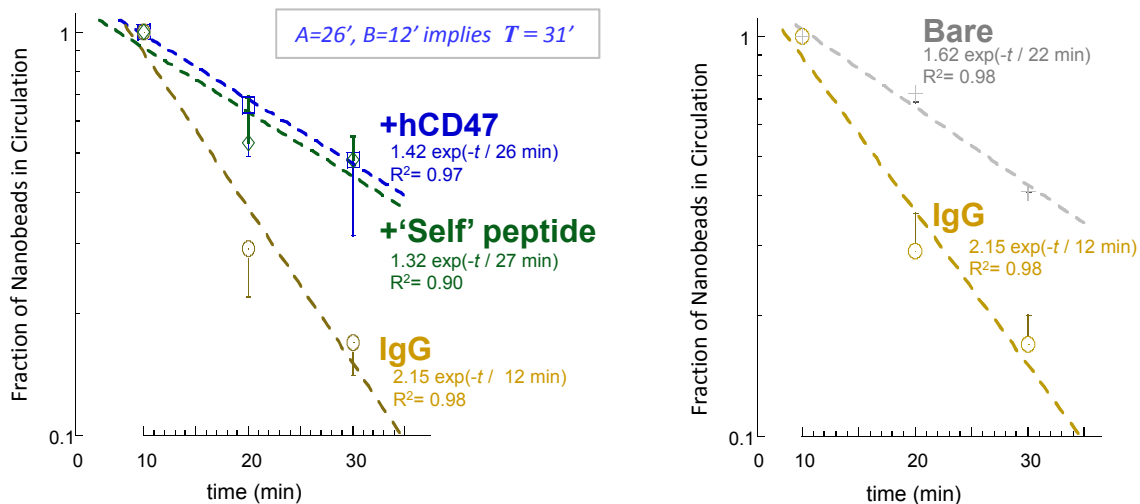 A=26’, B=12’ implies T = 31’
Fraction of Nanobeads in Circulation
1
0.1
+hCD47
1.42 exp(-t / 26 min)
R²= 0.97
+‘Self’ peptide
1.32 exp(-t / 27 min)
R²= 0.90
IgG
2.15 exp(-t / 12 min)
R²= 0.98
0 10 20 30
time (min)
Fraction of Nanobeads in Circulation
1
0.1
Bare
1.62 exp(-t / 22 min)
R²= 0.98
IgG
2.15 exp(-t / 12 min)
R²= 0.98
0 10 20 30
time (min)